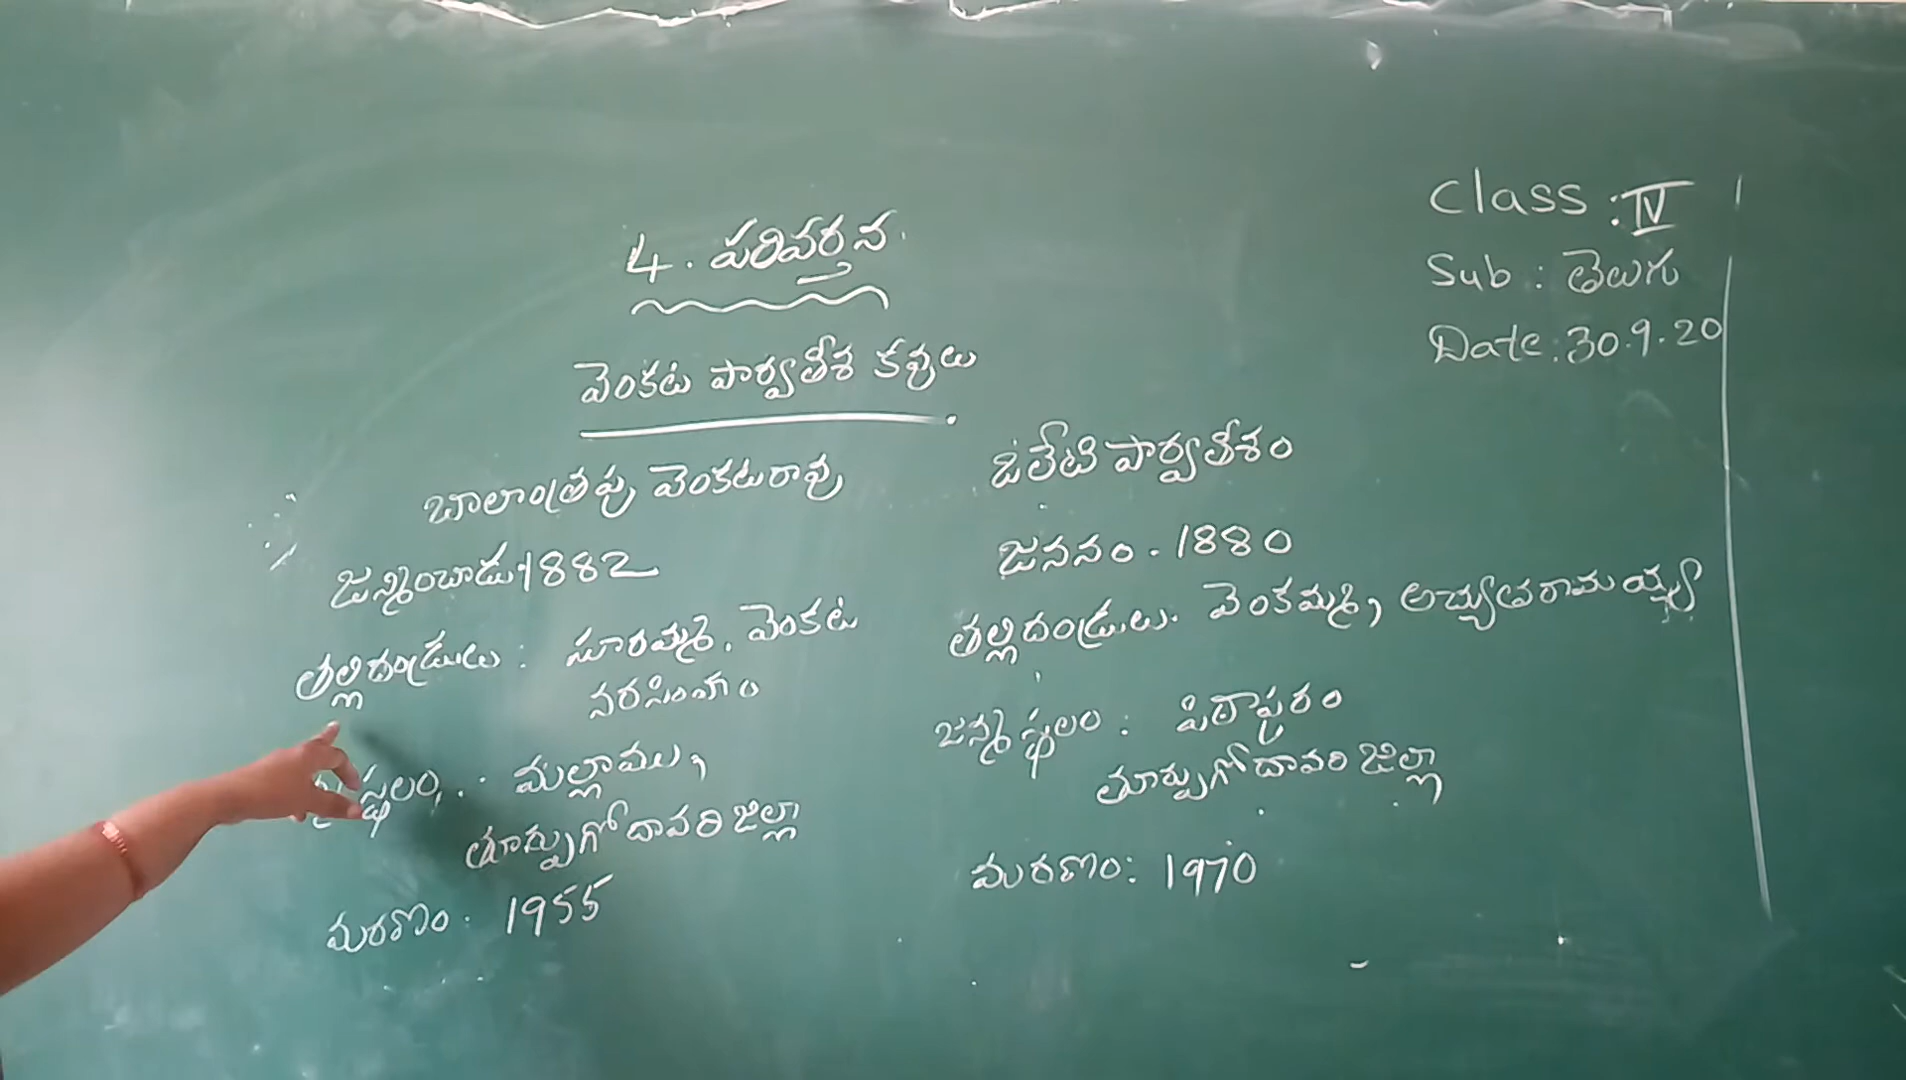 Class : IV
Sub : తెలుగు
Date : 30.9.20
4. పరివర్తన.
వెంకట పార్వతీశ కవులు
బాలాంత్రపు వెంకటరావు
జన్మించాడు-1882
తల్లిదండ్రులు : సూరమ్మ, వెంకట
నరసింహం
స్థలం : మల్లాము,
తూర్పుగోదావరి జిల్లా
మరణం : 1955
ఓలేటి పార్వతీశం
జననం - 1880
తల్లిదండ్రులు. వెంకమ్మ, అచ్యుతరామయ్య
జన్మస్థలం : పిఠాపురం
తూర్పుగోదావరి జిల్లా
మరణం : 1970